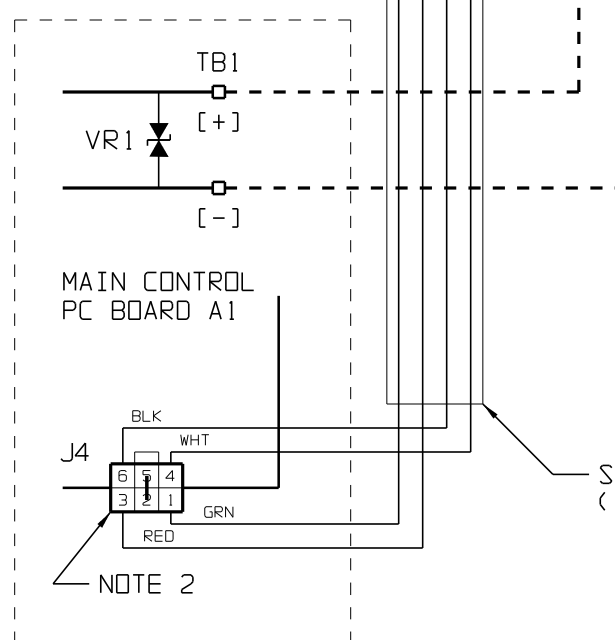 TB1
[+]
VR1
[-]
MAIN CONTROL
PC BOARD A1
BLK
WHT
J4
6 5 4
3 2 1
GRN
RED
NOTE 2
S
(